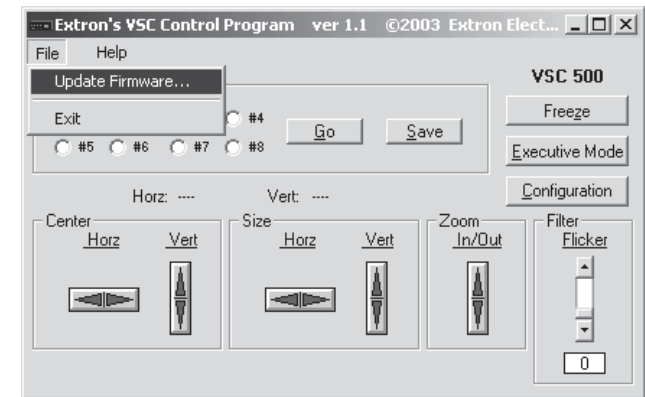 Extron's VSC Control Program ver 1.1 ©2003 Extron Elect...
File Help
Update Firmware...
Exit
VSC 500
#4
Go Save
Freeze
#5 #6 #7 #8
Executive Mode
Configuration
Horz: ---- Vert: ----
Center Size Zoom Filter
Horz Vert Horz Vert In/Out Flicker
0